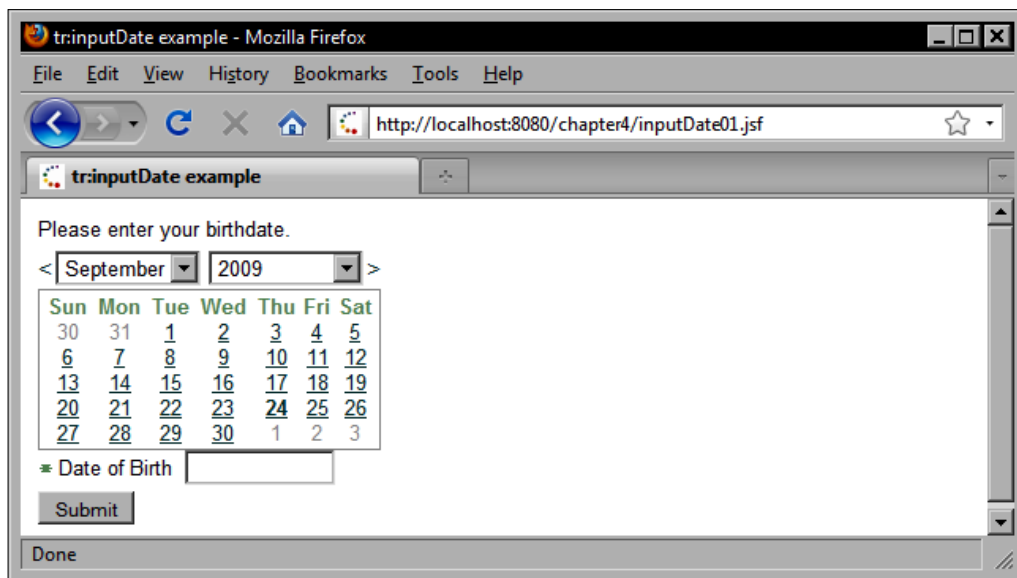 tr:inputDate example - Mozilla Firefox
File Edit View History Bookmarks Tools Help
http://localhost:8080/chapter4/inputDate01.jsf
tr:inputDate example
Please enter your birthdate.
< September 2009 >
Sun Mon Tue Wed Thu Fri Sat
30 31 1 2 3 4 5
6 7 8 9 10 11 12
13 14 15 16 17 18 19
20 21 22 23 24 25 26
27 28 29 30 1 2 3
* Date of Birth
Submit
Done